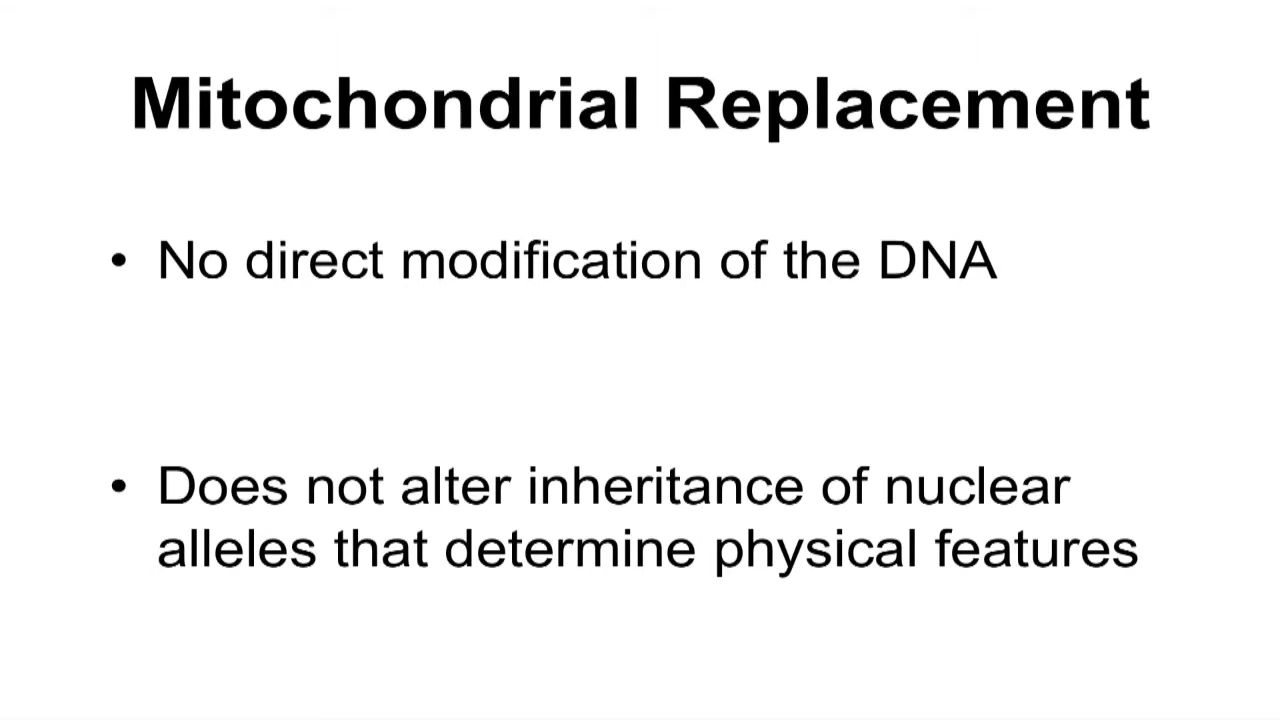 Mitochondrial Replacement
• No direct modification of the DNA
• Does not alter inheritance of nuclear
alleles that determine physical features